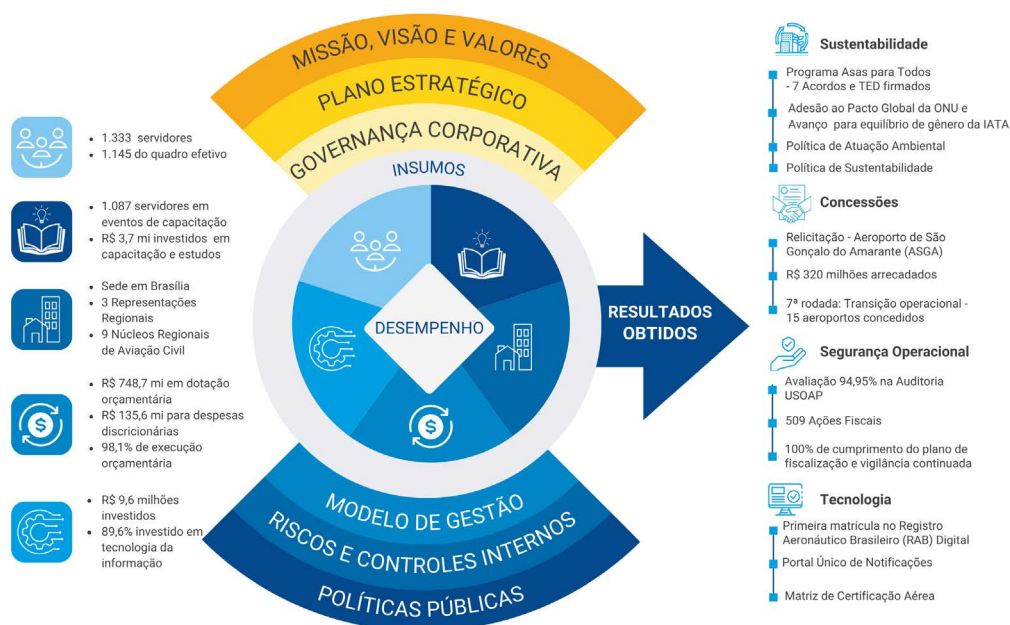 MISSÃO, VISÃO E VALORES
PLANO ESTRATÉGICO
GOVERNANÇA CORPORATIVA
INSUMOS
DESEMPENHO
MODELO DE GESTÃO
RISCOS E CONTROLES INTERNOS
POLÍTICAS PÚBLICAS
• 1.333 servidores
• 1.145 do quadro efetivo
• 1.087 servidores em
eventos de capacitação
• R$ 3,7 mi investidos em
capacitação e estudos
• Sede em Brasília
• 3 Representações
Regionais
• 9 Núcleos Regionais
de Aviação Civil
• R$ 748,7 mi em dotação
orçamentária
• R$ 135,6 mi para despesas
discricionárias
• 98,1% de execução
orçamentária
• R$ 9,6 milhões
investidos
• 89,6% investido em
tecnologia da
informação
RESULTADOS
OBTIDOS
Sustentabilidade
Programa Asas para Todos
- 7 Acordos e TED firmados
Adesão ao Pacto Global da ONU e
Avanço para equilíbrio de gênero da IATA
Política de Atuação Ambiental
Política de Sustentabilidade
Concessões
Relicitação - Aeroporto de São
Gonçalo do Amarante (ASGA)
R$ 320 milhões arrecadados
7ª rodada: Transição operacional -
15 aeroportos concedidos
Segurança Operacional
Avaliação 94,95% na Auditoria
USOAP
509 Ações Fiscais
100% de cumprimento do plano de
fiscalização e vigilância continuada
Tecnologia
Primeira matrícula no Registro
Aeronáutico Brasileiro (RAB) Digital
Portal Único de Notificações
Matriz de Certificação Aérea